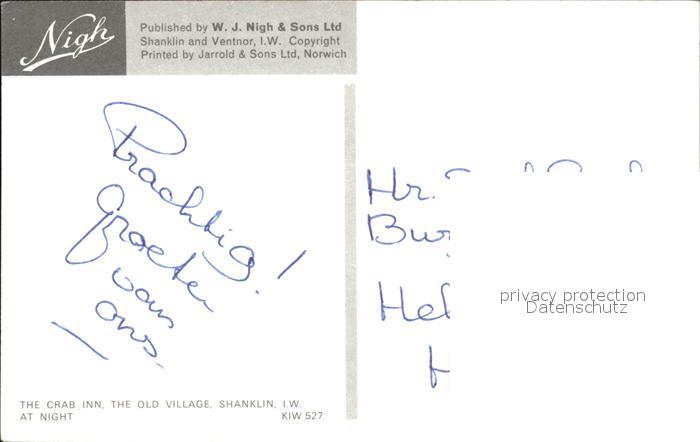 Nigh
Published by W. J. Nigh & Sons Ltd
Shanklin and Ventnor, I.W. Copyright
Printed by Jarrold & Sons Ltd, Norwich
Prachtig!
Groeten
van
ons.
Hr.
privacy protection
Datenschutz
THE CRAB INN, THE OLD VILLAGE, SHANKLIN, I.W.
AT NIGHT KIW 527